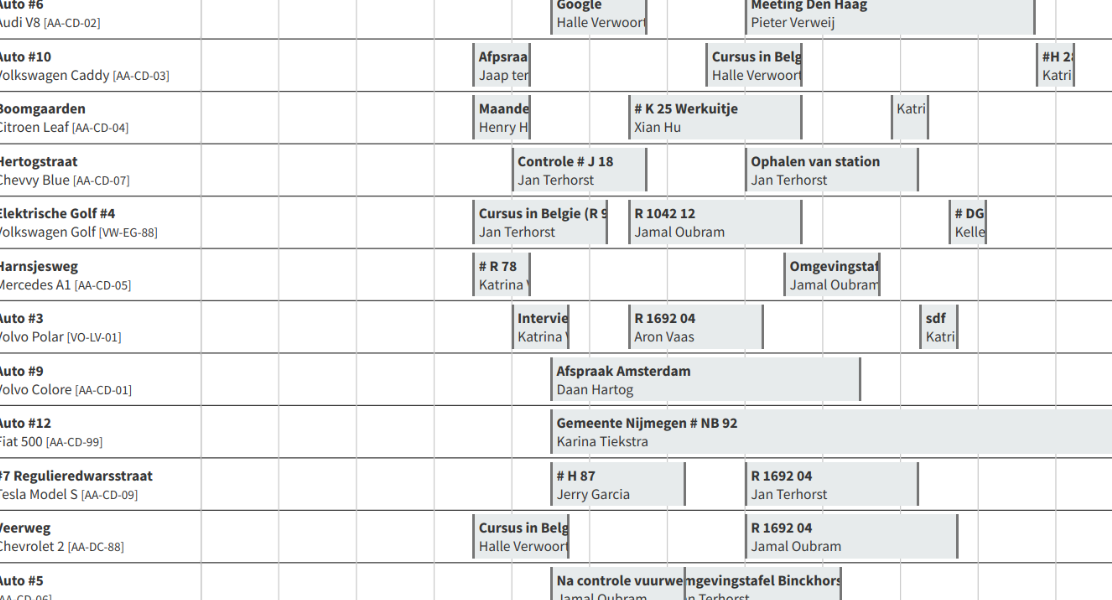 Auto #6
Google
Meeting Den Haag
Audi V8 [AA-CD-02]
Halle Verwoort
Pieter Verweij
Auto #10
Afpsraa
Cursus in Belg
#H 28
Volkswagen Caddy [AA-CD-03]
Jaap ter
Halle Verwoort
Katri
Boomgaarden
Maande
# K 25 Werkuitje
Katri
Citroen Leaf [AA-CD-04]
Henry H
Xian Hu
Hertogstraat
Controle # J 18
Ophalen van station
Chevvy Blue [AA-CD-07]
Jan Terhorst
Jan Terhorst
Elektrische Golf #4
Cursus in Belgie (R 9
R 1042 12
# DG
Volkswagen Golf [VW-EG-88]
Jan Terhorst
Jamal Oubram
Kelle
Harnsjesweg
# R 78
Omgevingstaf
Mercedes A1 [AA-CD-05]
Katrina
Jamal Oubram
Auto #3
Intervie
R 1692 04
sdf
Volvo Polar [VO-LV-01]
Katrina
Aron Vaas
Katri
Auto #9
Afspraak Amsterdam
Volvo Colore [AA-CD-01]
Daan Hartog
Auto #12
Gemeente Nijmegen # NB 92
Fiat 500 [AA-CD-99]
Karina Tiekstra
#7 Regulieredwarsstraat
# H 87
R 1692 04
Tesla Model S [AA-CD-09]
Jerry Garcia
Jan Terhorst
Veerweg
Cursus in Belg
R 1692 04
Chevrolet 2 [AA-DC-88]
Halle Verwoort
Jamal Oubram
Auto #5
Na controle vuurwe
mgevingstafel Binckhors
[AA-CD-06]
Jamal Oubram
n Terhorst